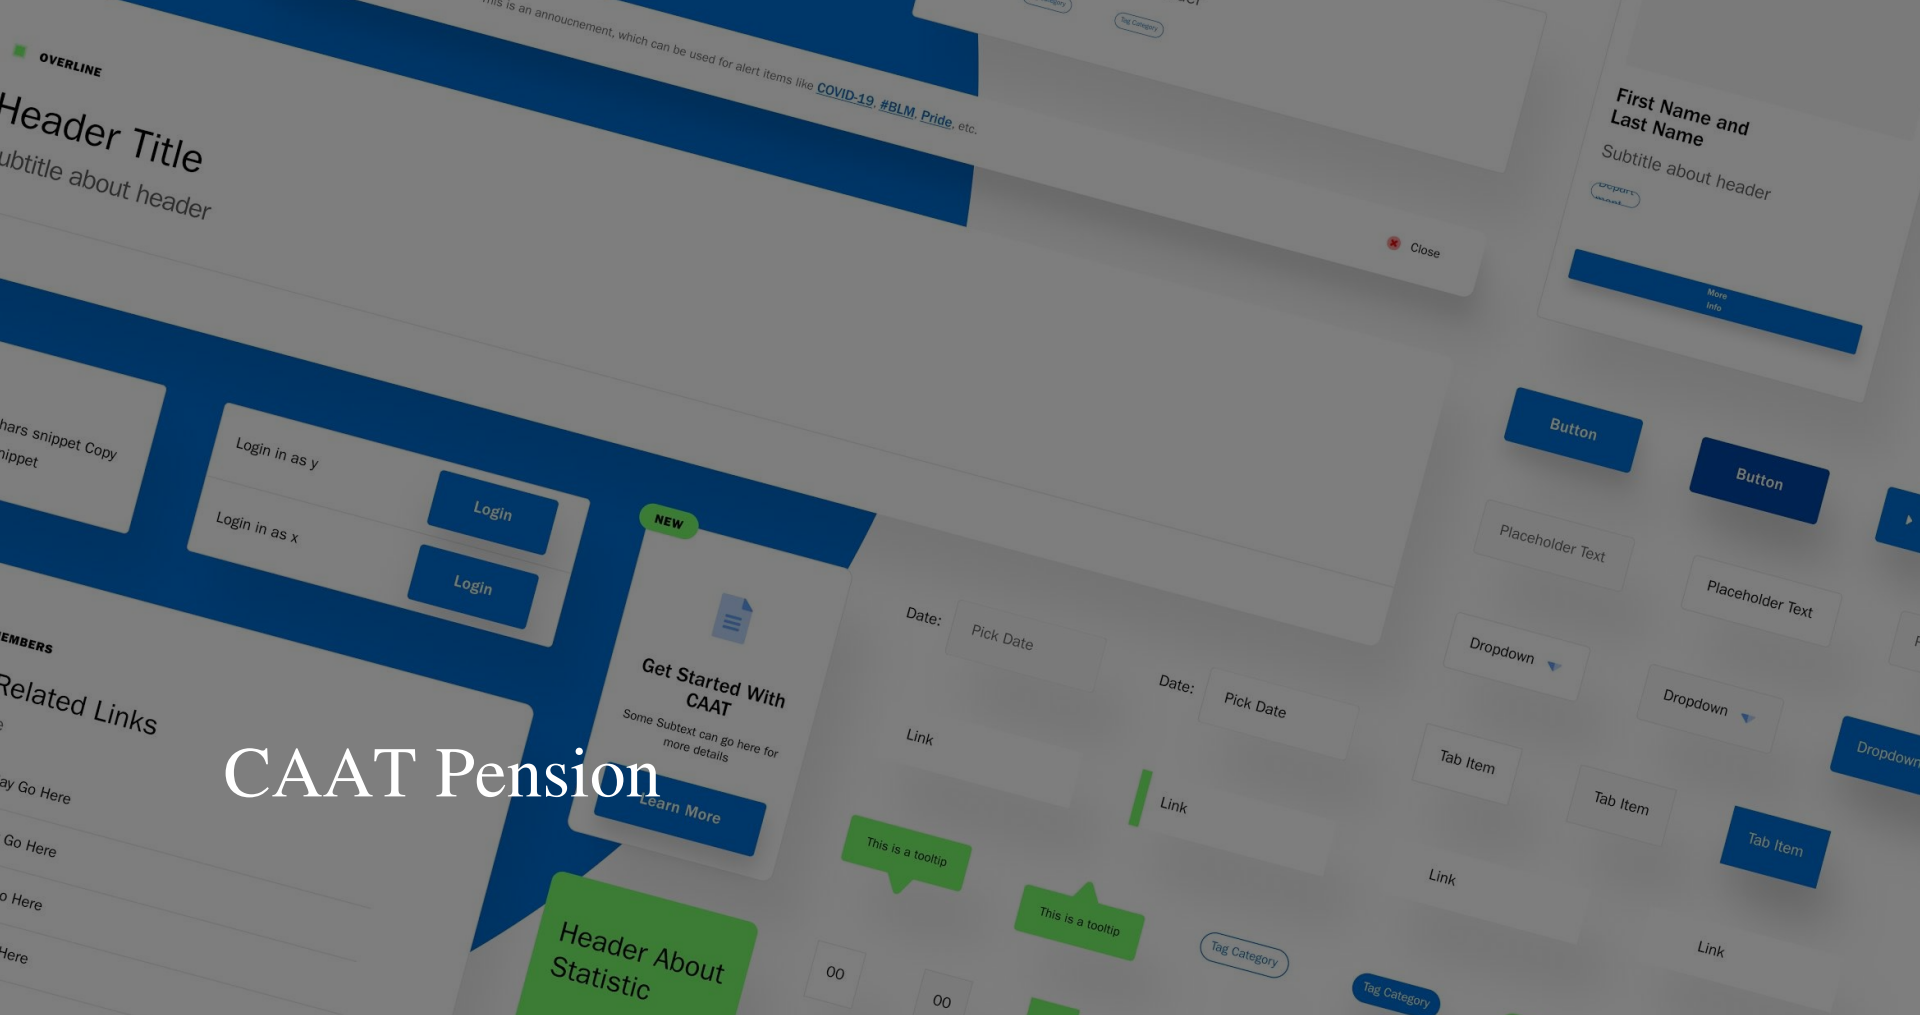 This is an annoucnement, which can be used for alert items like COVID-19, #BLM, Pride, etc.
Close
Tag Category
OVERLINE
Header Title
ubtitle about header
First Name and
Last Name
Subtitle about header
More
Info
hars snippet Copy
nippet
Login in as y
Login
Login in as x
Login
NEW
Get Started With
CAAT
Some Subtext can go here for
more details
Learn More
EMBERS
Related Links
ay Go Here
Go Here
o Here
Here
CAAT Pension
Header About
Statistic
Date:
Pick Date
Date:
Pick Date
Link
Link
Link
Link
This is a tooltip
This is a tooltip
00
00
Tag Category
Tag Category
Button
Button
Placeholder Text
Placeholder Text
Dropdown
Dropdown
Dropdown
Tab Item
Tab Item
Tab Item